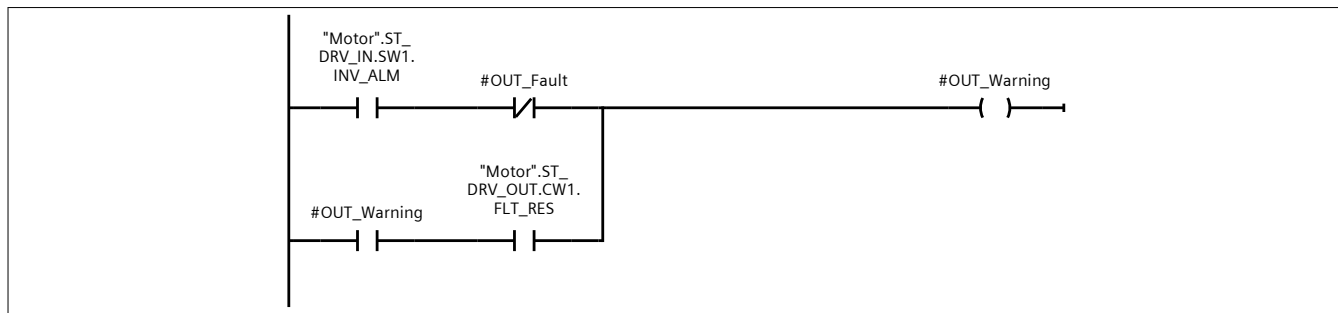 "Motor".ST_
DRV_IN.SW1.
INV_ALM
#OUT_Fault
#OUT_Warning
"Motor".ST_
DRV_OUT.CW1.
FLT_RES
#OUT_Warning